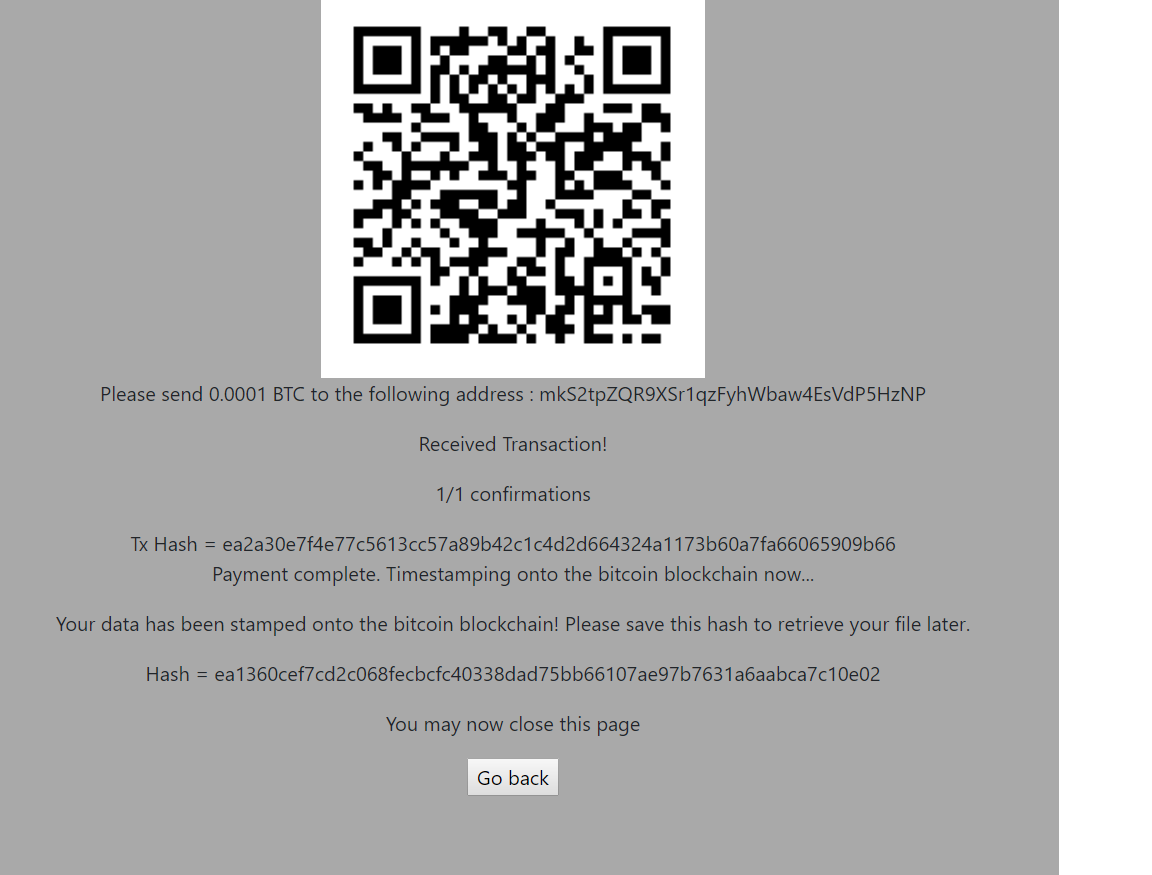 Please send 0.0001 BTC to the following address : mkS2tpZQR9XSr1qzFyhWbaw4EsVdP5HzNP
Received Transaction!
1/1 confirmations
Tx Hash = ea2a30e7f4e77c5613cc57a89b42c1c4d2d664324a1173b60a7fa66065909b66
Payment complete. Timestamping onto the bitcoin blockchain now...
Your data has been stamped onto the bitcoin blockchain! Please save this hash to retrieve your file later.
Hash = ea1360cef7cd2c068fecbcfc40338dad75bb66107ae97b7631a6aabca7c10e02
You may now close this page
Go back